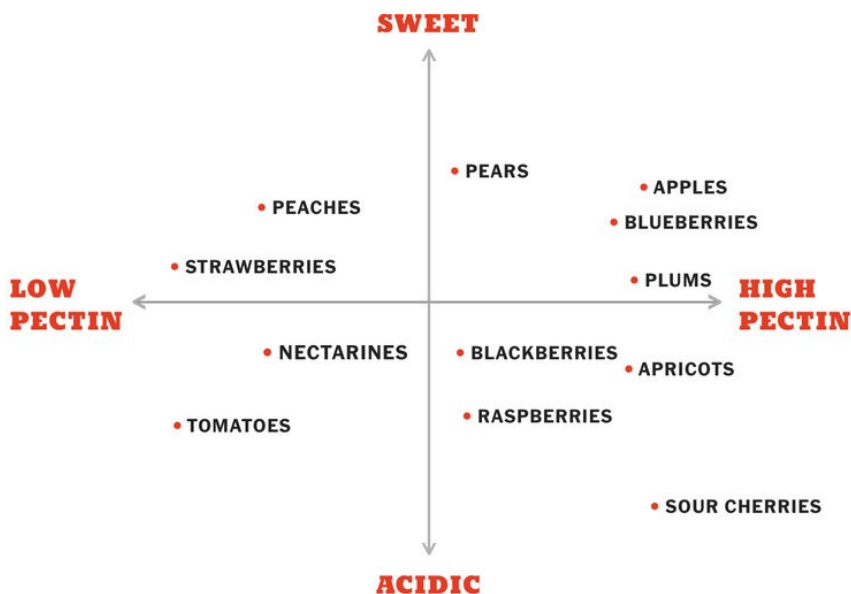 SWEET
PEARS
APPLES
PEACHES
BLUEBERRIES
STRAWBERRIES
PLUMS
LOW
PECTIN
HIGH
PECTIN
NECTARINES
BLACKBERRIES
APRICOTS
RASPBERRIES
TOMATOES
SOUR CHERRIES
ACIDIC